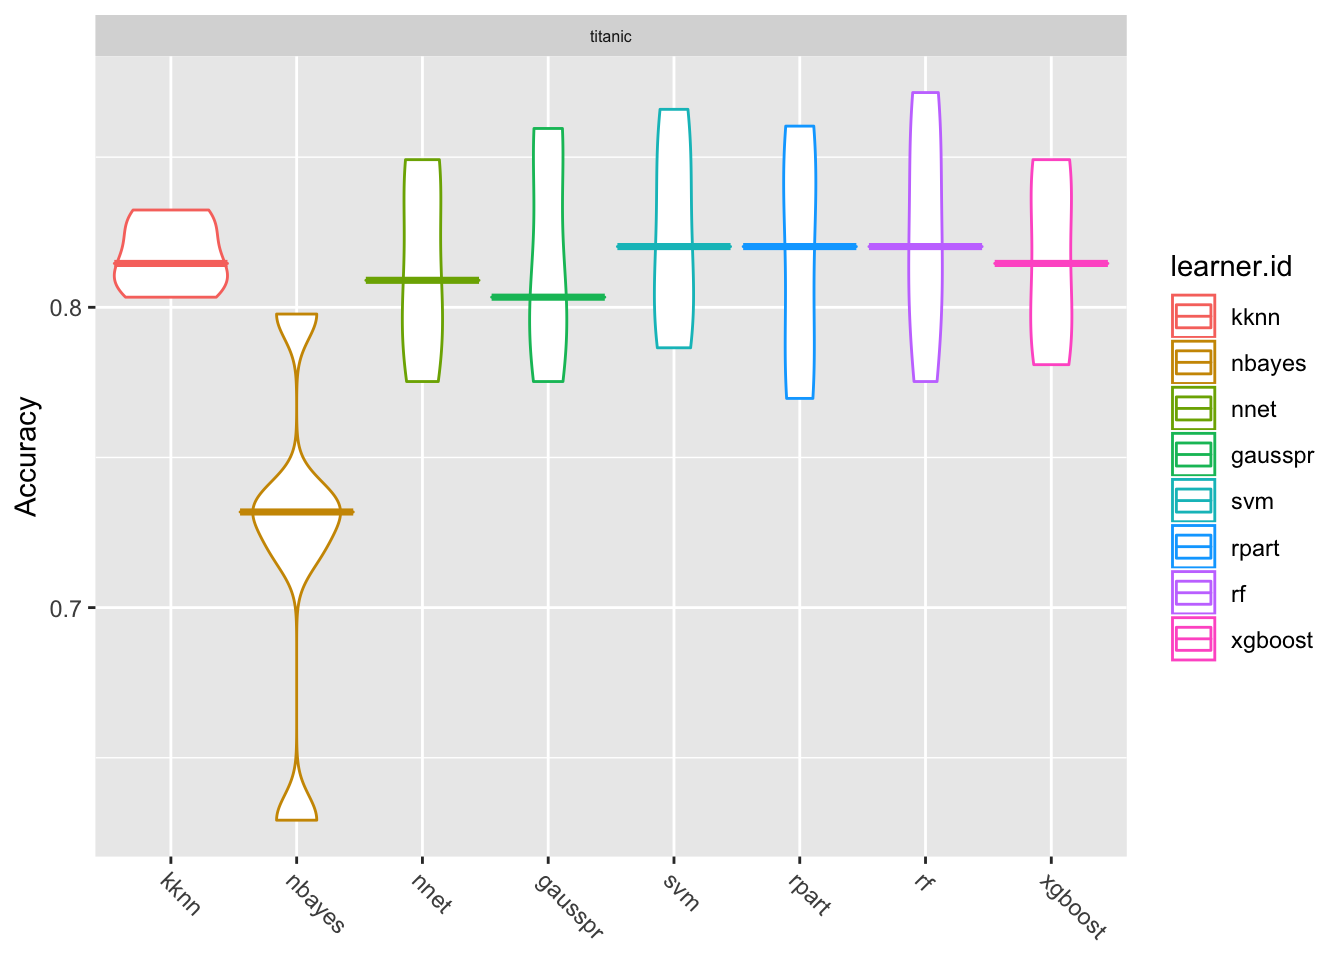 titanic
Accuracy
0.8
0.7
kknn
nbayes
nnet
gausspr
svm
rpart
rf
xgboost
learner.id
kknn
nbayes
nnet
gausspr
svm
rpart
rf
xgboost